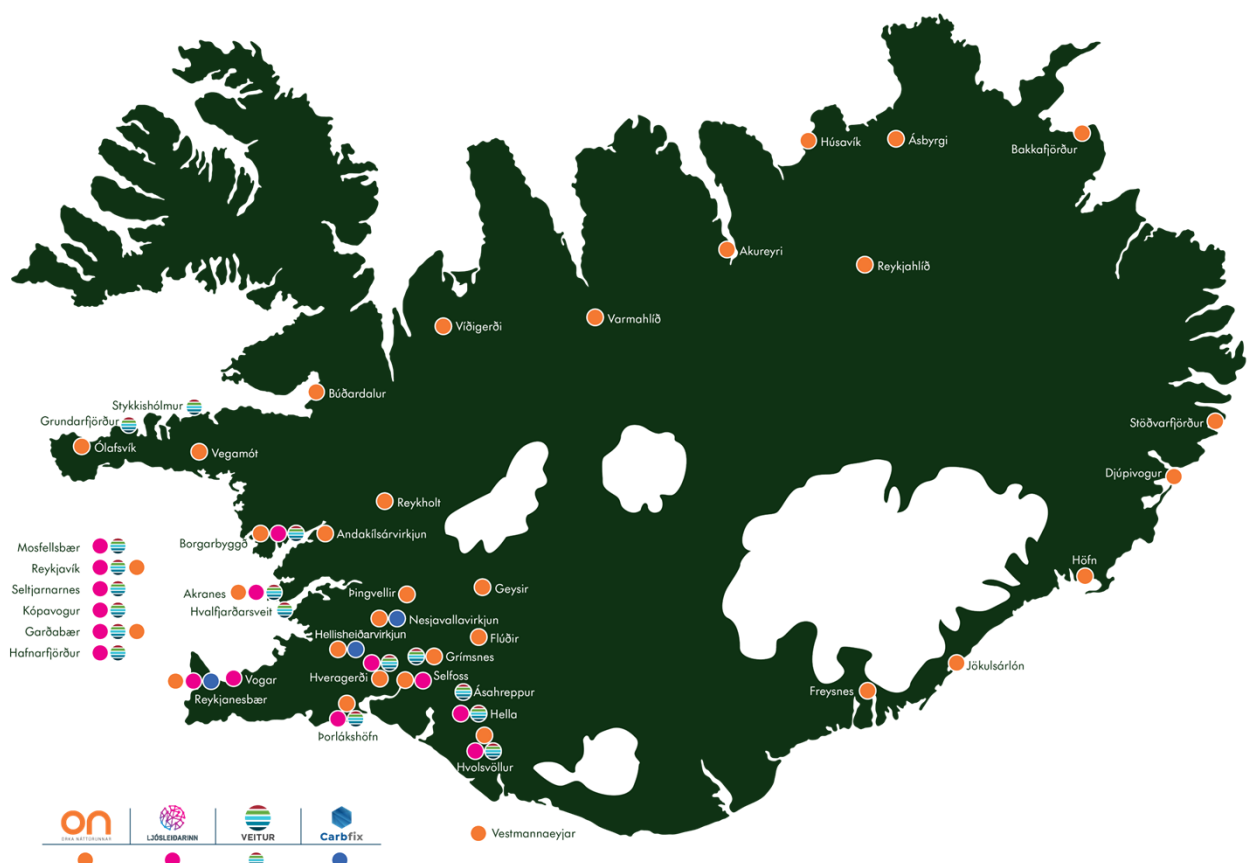 Húsavík
Ásbyrgi
Bakkafjörður
Akureyri
Reykjahlíð
Víðigerði
Varmahlíð
Búðardalur
Stykkishólmur
Grundarfjörður
Ólafsvík
Vegamót
Stöðvarfjörður
Djúpivogur
Reykholt
Borgarbyggð
Andakílsárvirkjun
Mosfellsbær
Reykjavík
Seltjarnarnes
Kópavogur
Garðabær
Hafnarfjörður
Höfn
Akranes
Hvalfjarðarsveit
Þingvellir
Geysir
Nesjavallavirkjun
Hellisheiðarvirkjun
Flúðir
Grímsnes
Hveragerði
Selfoss
Vogar
Reykjanesbær
Jökulsárlón
Freysnes
Ásahreppur
Hella
Þorlákshöfn
Hvolsvöllur
Vestmannaeyjar
on
ORKA NÁTTÚRUNNAR
LJÓSLEIÐARINN
VEITUR
Carbfix